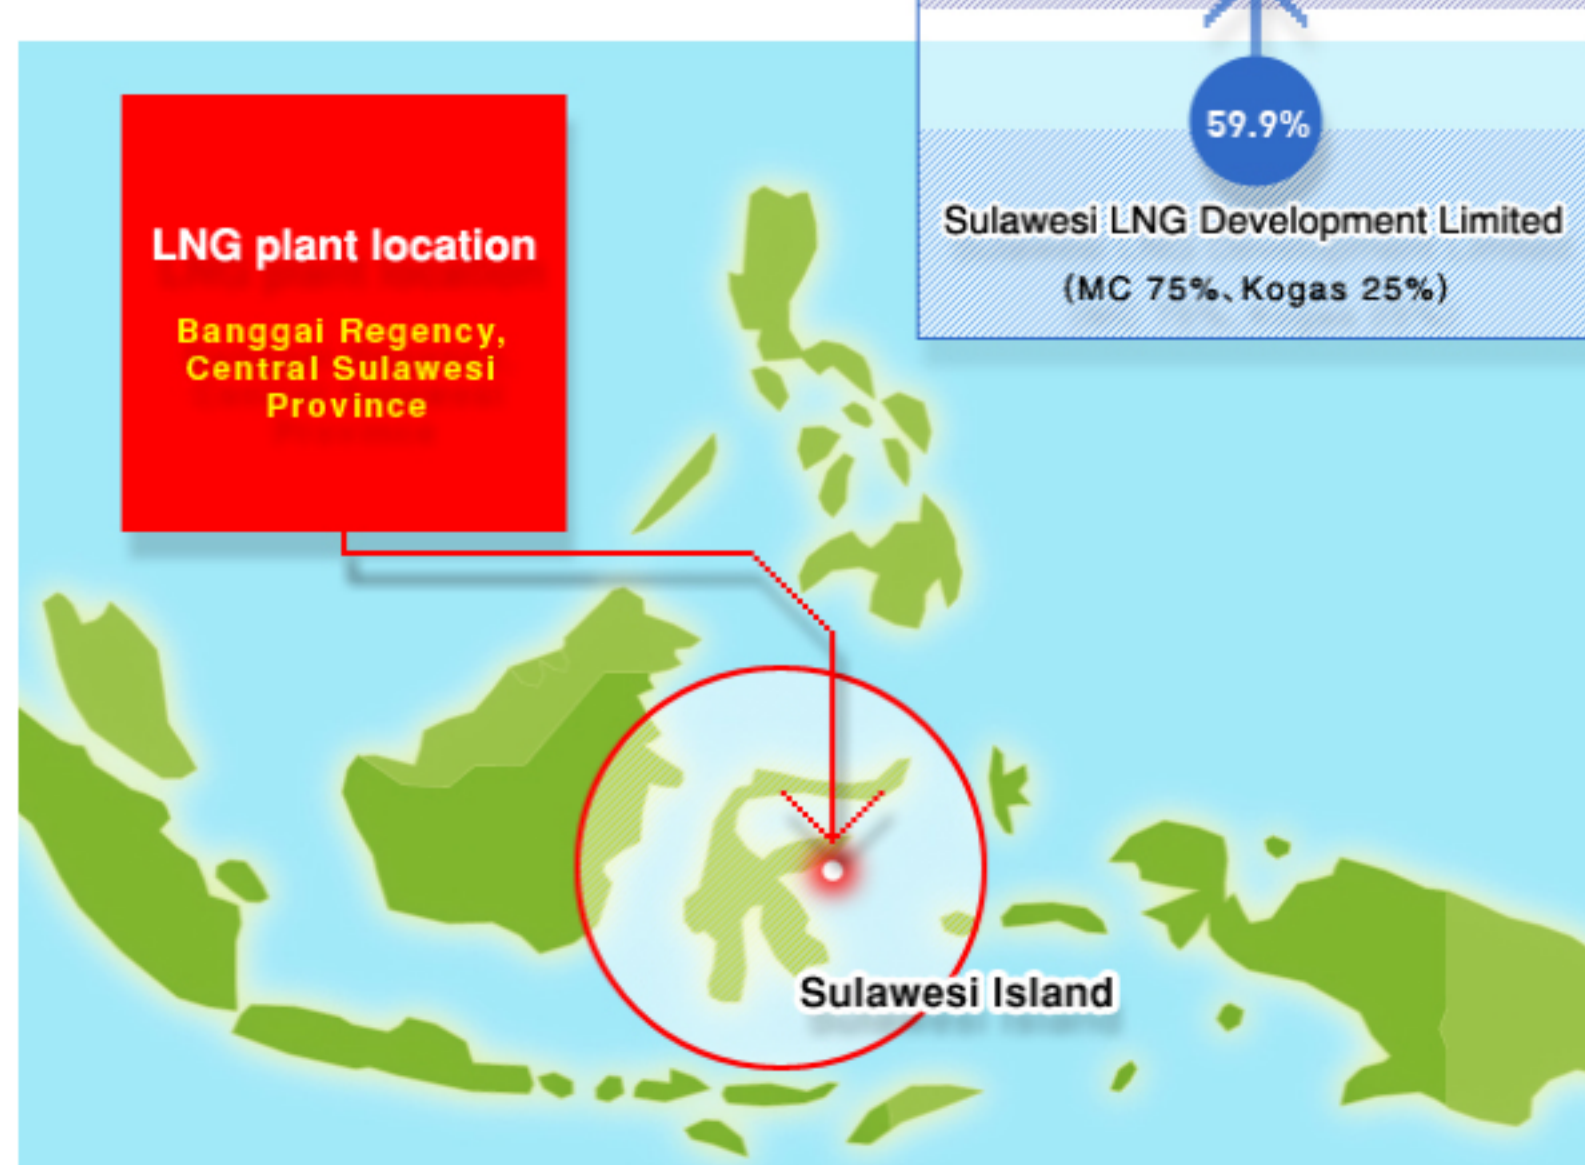 59.9%
Sulawesi LNG Development Limited
(MC 75%、Kogas 25%)
LNG plant location
Banggai Regency,
Central Sulawesi
Province
Sulawesi Island